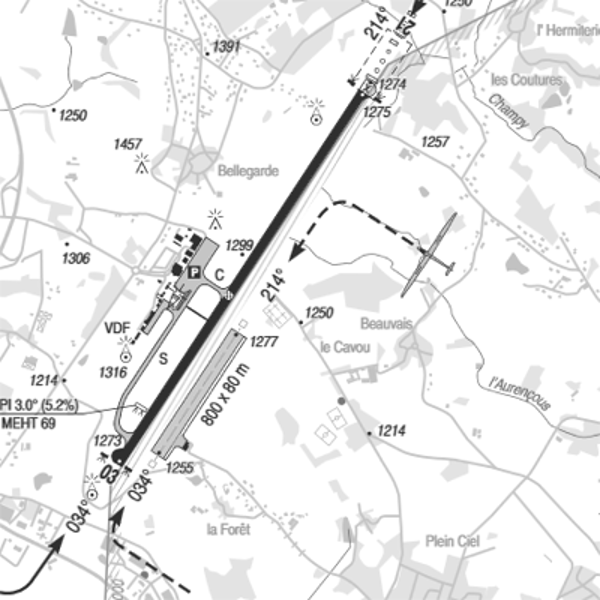 1250
214°
21
l' Hermiterie
1391
1274
les Coutures
1275
Champy
1250
1257
1457
Bellegarde
1306
1299
P
C
214°
1250
VDF
Beauvais
1277
le Cavou
1316
S
1214
l'Aurençous
800 x 80 m
PI 3.0° (5.2%)
MEHT 69
1273
1214
03
1255
034°
034°
la Forêt
Plein Ciel